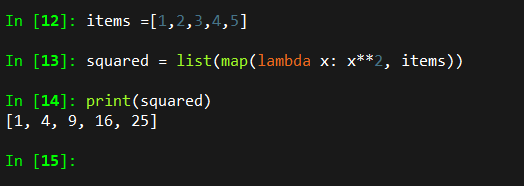 In [12]: items =[1,2,3,4,5]
In [13]: squared = list(map(lambda x: x**2, items))
In [14]: print(squared)
[1, 4, 9, 16, 25]
In [15]: